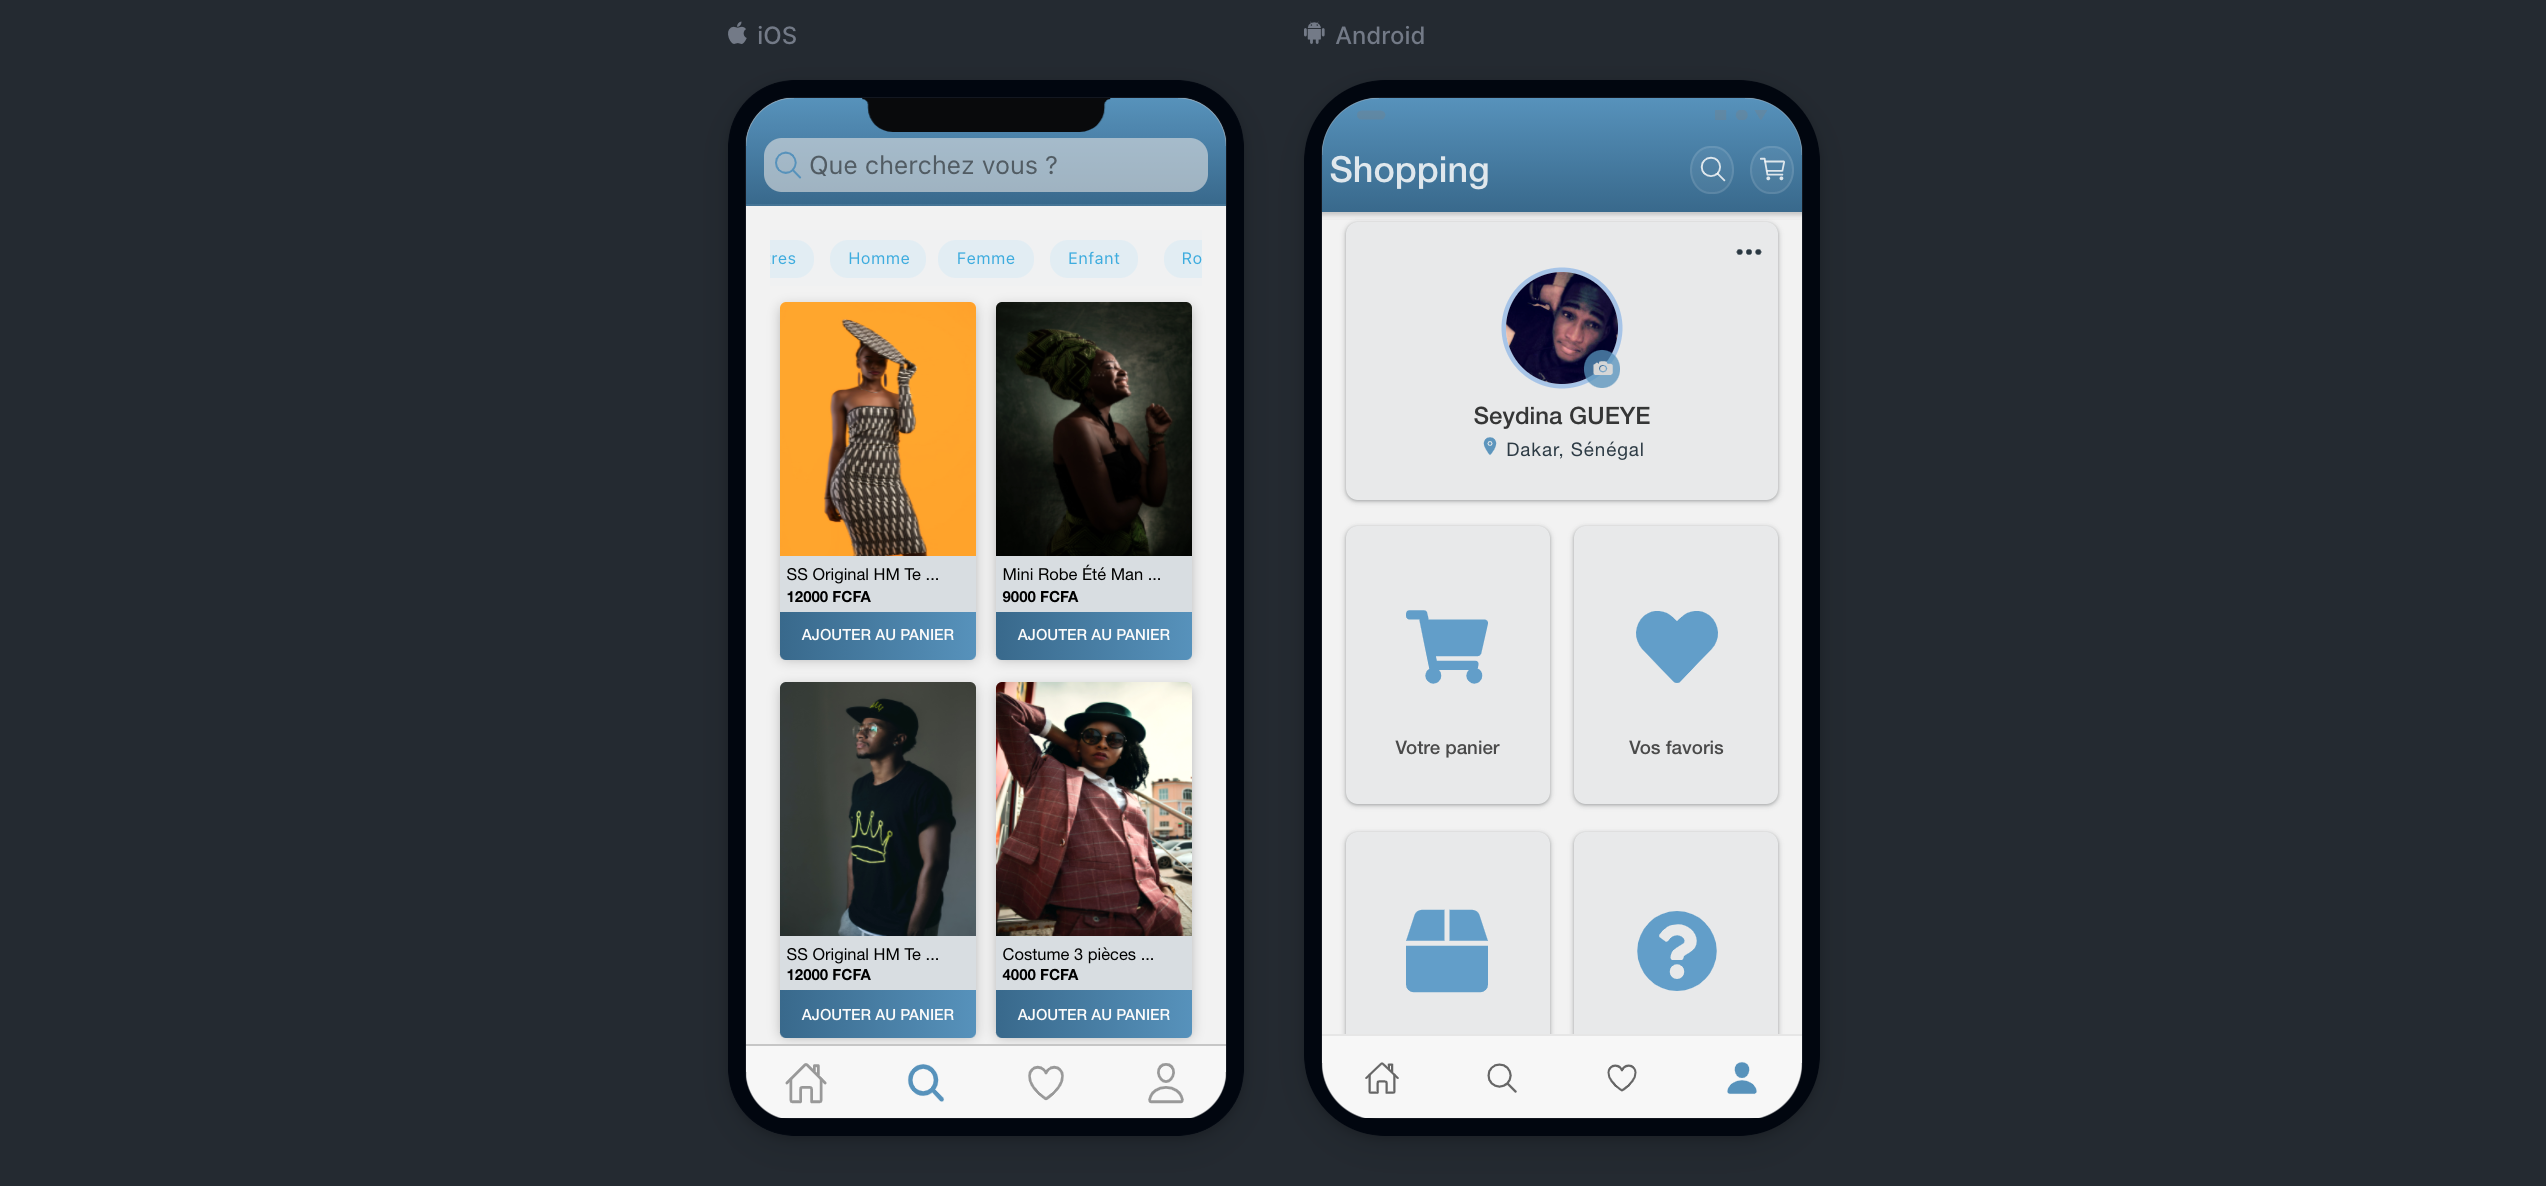 iOS
Que cherchez vous ?
res
Homme
Femme
Enfant
Ro
SS Original HM Te ...
12000 FCFA
AJOUTER AU PANIER
Mini Robe Été Man ...
9000 FCFA
AJOUTER AU PANIER
SS Original HM Te ...
12000 FCFA
AJOUTER AU PANIER
Costume 3 pièces ...
4000 FCFA
AJOUTER AU PANIER
Android
Shopping
Seydina GUEYE
Dakar, Sénégal
Votre panier
Vos favoris